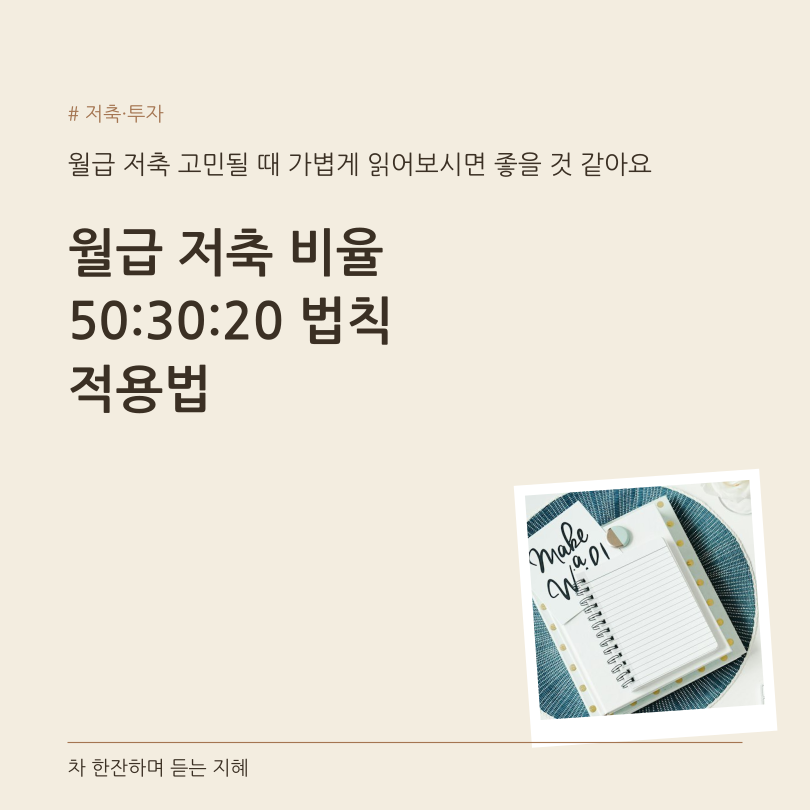 # 저축·투자
월급 저축 고민될 때 가볍게 읽어보시면 좋을 것 같아요
월급 저축 비율
50:30:20 법칙
적용법
Make
a
차 한잔하며 듣는 지혜